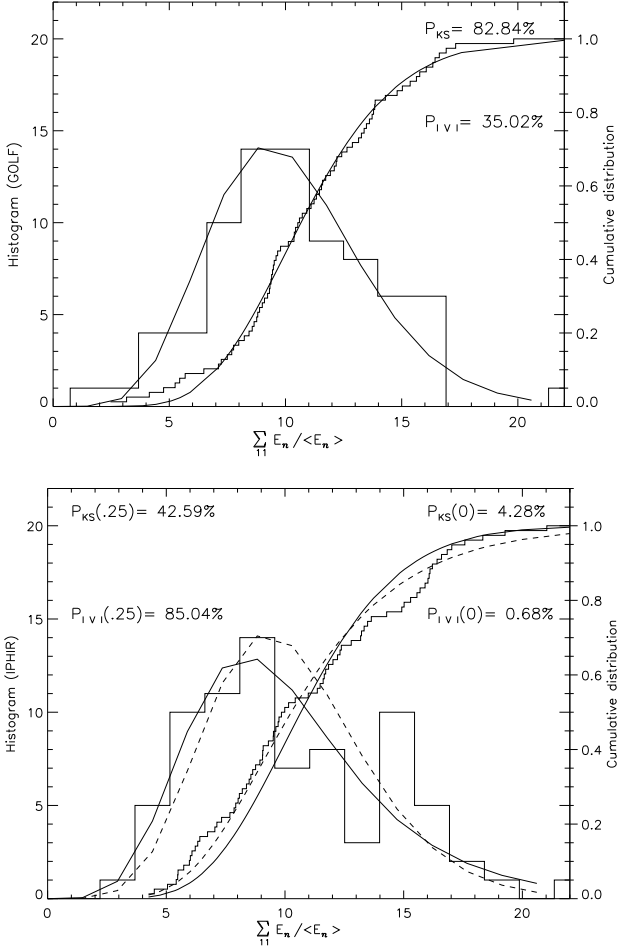 P_KS = 82.84%
P_|V| = 35.02%
20
15
10
5
0
1.0
0.8
0.6
0.4
0.2
0.0
Histogram (GOLF)
Cumulative distribution
0 5 10 15 20
∑ E_n/<E_n>
11
P_KS(.25)= 42.59% P_KS(0)= 4.28%
P_|V|(.25)= 85.04% P_|V|(0)= 0.68%
20
15
10
5
0
1.0
0.8
0.6
0.4
0.2
0.0
Histogram (IPHIR)
Cumulative distribution
0 5 10 15 20
∑ E_n/<E_n>
11